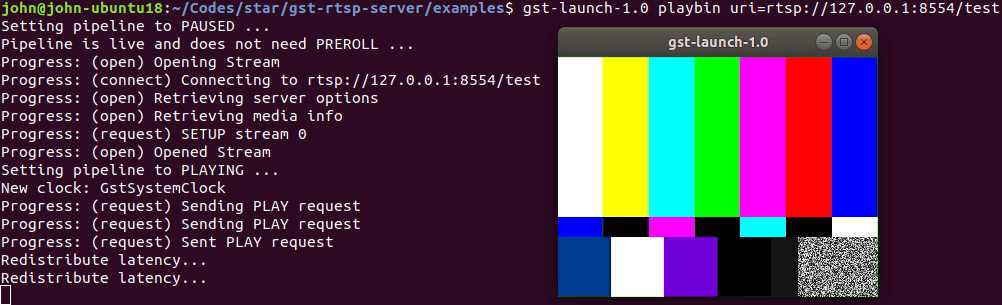 john@john-ubuntu18:~/Codes/star/gst-rtsp-server/examples$ gst-launch-1.0 playbin uri=rtsp://127.0.0.1:8554/test
Setting pipeline to PAUSED ...
Pipeline is live and does not need PREROLL ...
Progress: (open) Opening Stream
Progress: (connect) Connecting to rtsp://127.0.0.1:8554/test
Progress: (open) Retrieving server options
Progress: (open) Retrieving media info
Progress: (request) SETUP stream 0
Progress: (open) Opened Stream
Setting pipeline to PLAYING ...
New clock: GstSystemClock
Progress: (request) Sending PLAY request
Progress: (request) Sending PLAY request
Progress: (request) Sent PLAY request
Redistribute latency...
Redistribute latency...
gst-launch-1.0